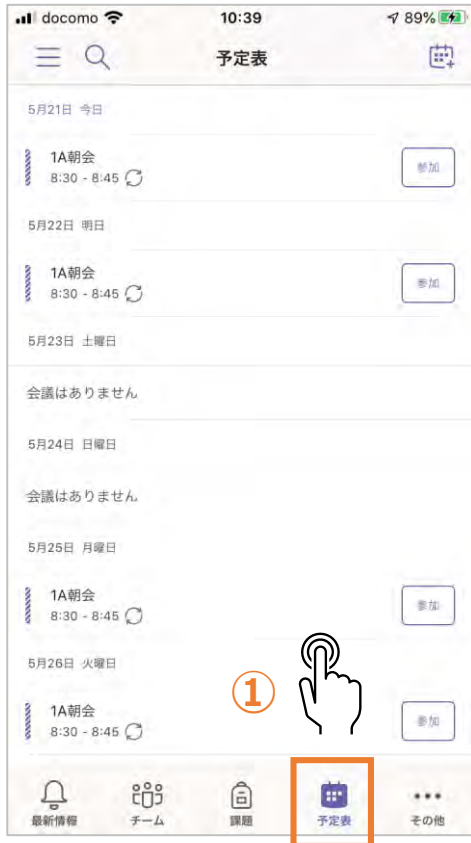 docomo 10:39 89%
予定表
5月21日 今日
1A朝会
8:30 - 8:45
参加
5月22日 明日
1A朝会
8:30 - 8:45
参加
5月23日 土曜日
会議はありません
5月24日 日曜日
会議はありません
5月25日 月曜日
1A朝会
8:30 - 8:45
参加
5月26日 火曜日
1A朝会
8:30 - 8:45
参加
①
最新情報 チーム 課題 予定表 その他